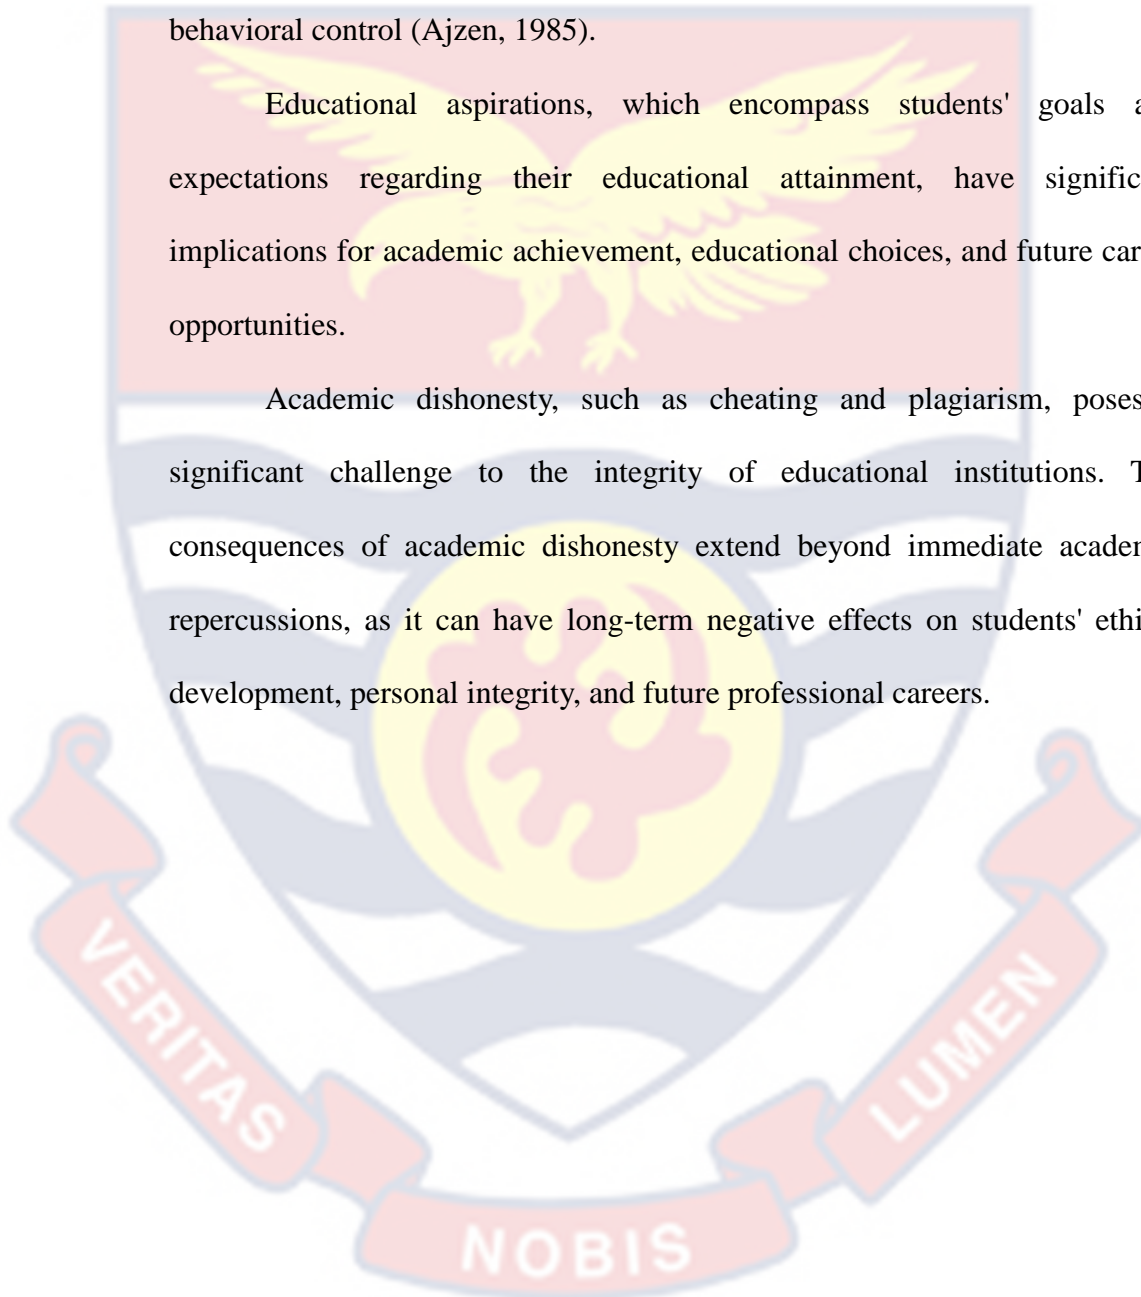 behavioral control (Ajzen, 1985).
Educational aspirations, which encompass students' goals a
expectations regarding their educational attainment, have signific
implications for academic achievement, educational choices, and future car
opportunities.
Academic dishonesty, such as cheating and plagiarism, poses
significant challenge to the integrity of educational institutions. T
consequences of academic dishonesty extend beyond immediate academ
repercussions, as it can have long-term negative effects on students' ethi
development, personal integrity, and future professional careers.
VERITAS
NOBIS
LUMEN